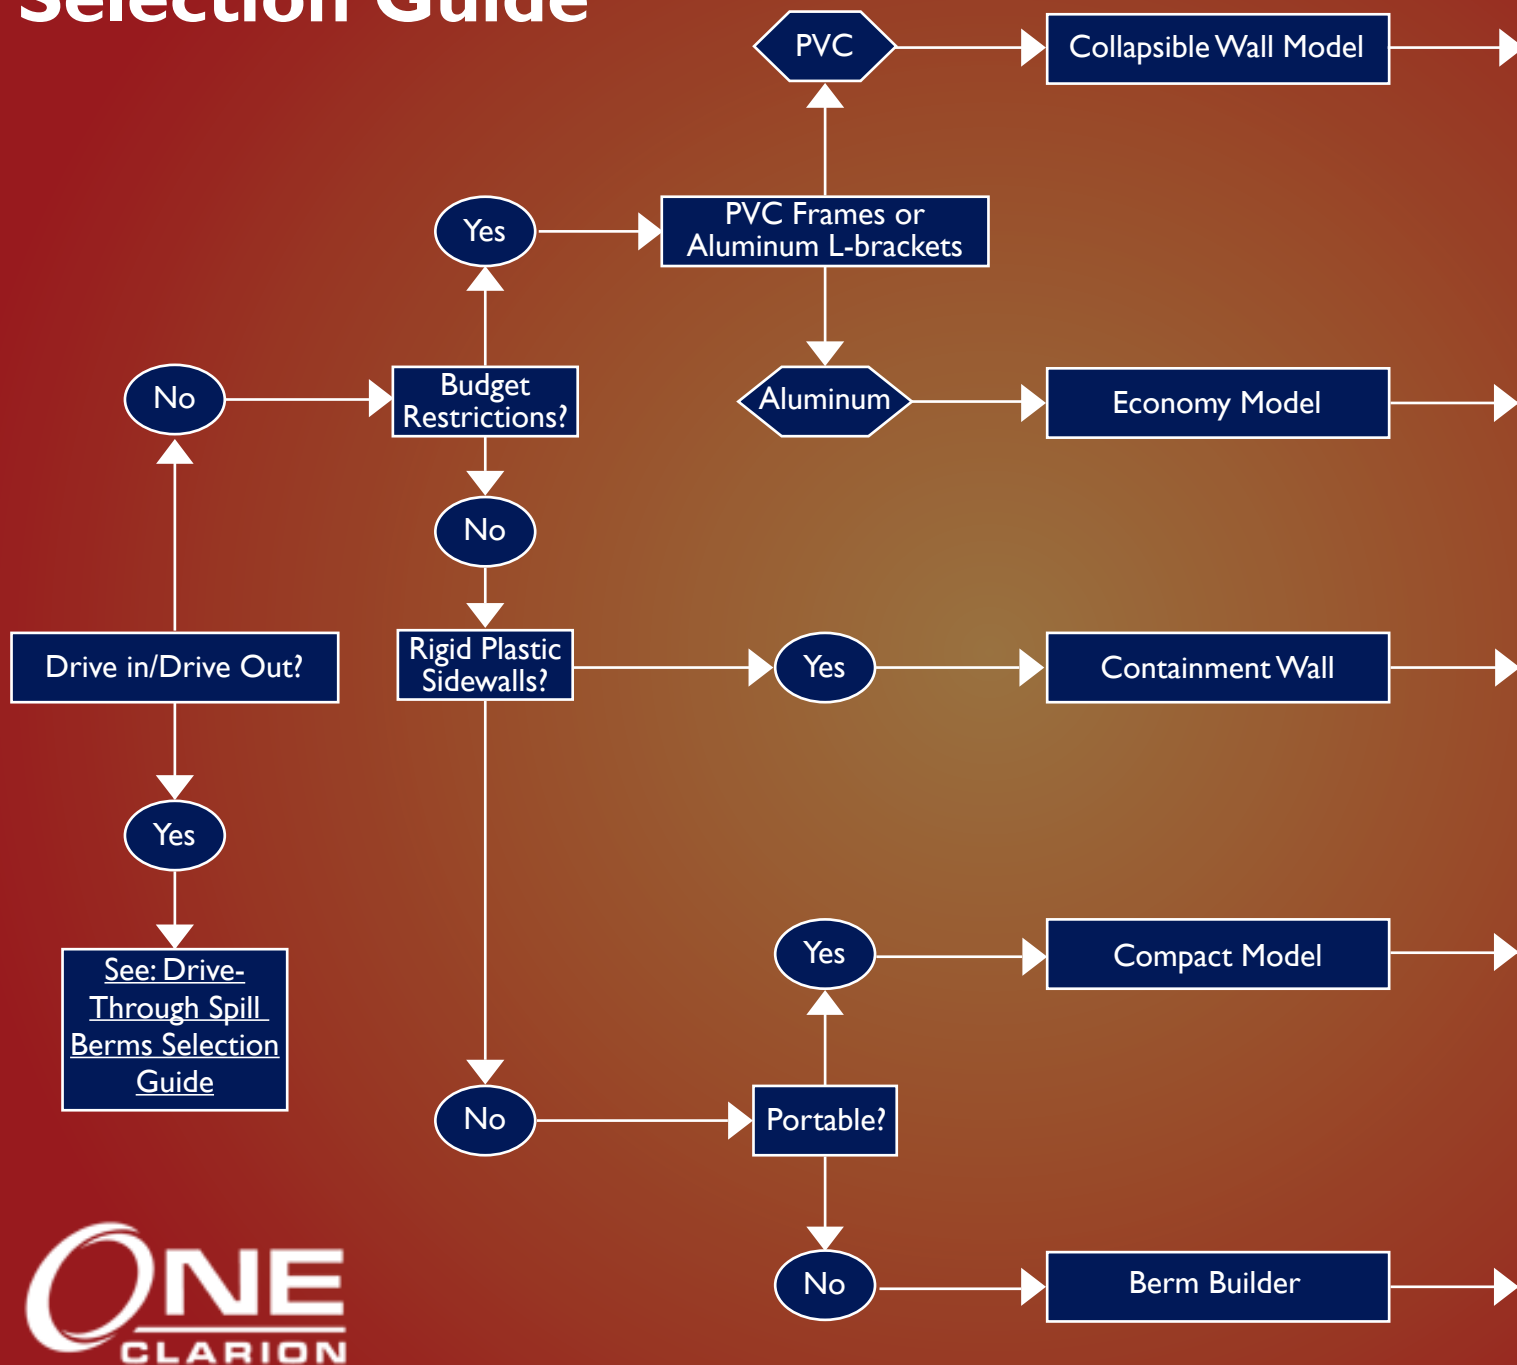 Selection Guide
PVC
Collapsible Wall Model
Yes
PVC Frames or
Aluminum L-brackets
No
Budget
Restrictions?
Aluminum
Economy Model
No
Drive in/Drive Out?
Rigid Plastic
Sidewalls?
Yes
Containment Wall
Yes
See: Drive-
Through Spill
Berms Selection
Guide
Yes
Compact Model
No
Portable?
No
Berm Builder
ONE
CLARION